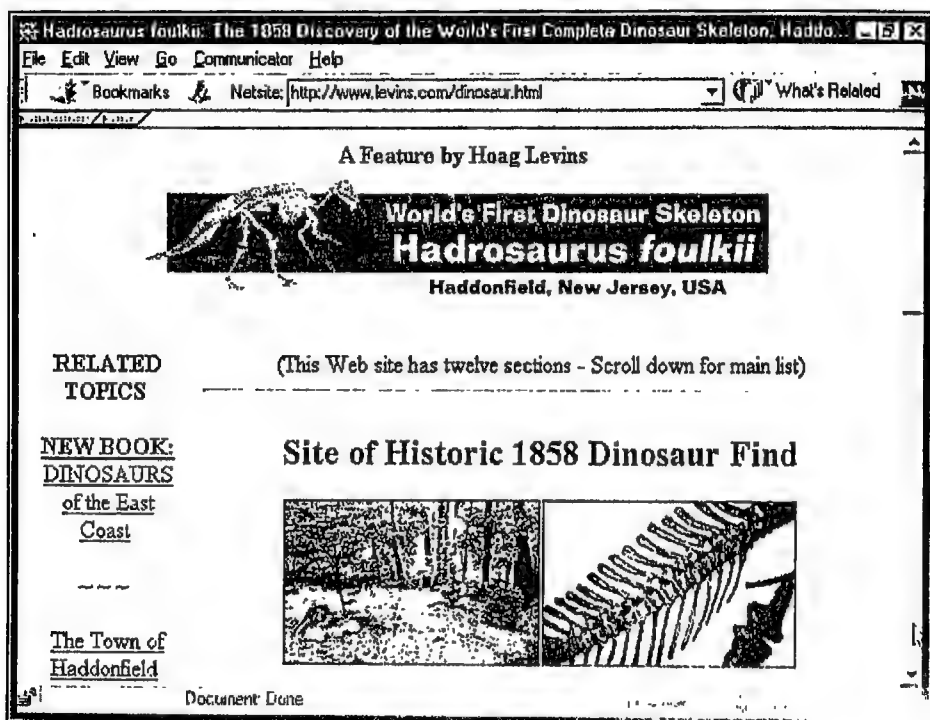 Hadrosaurus foulkii: The 1858 Discovery of the World's First Complete Dinosaur Skeleton, Haddo...
File Edit View Go Communicator Help
Bookmarks Netsite: http://www.levins.com/dinosaur.html What's Related
A Feature by Hoag Levins
World's First Dinosaur Skeleton
Hadrosaurus foulkii
Haddonfield, New Jersey, USA
(This Web site has twelve sections - Scroll down for main list)
RELATED
TOPICS
Site of Historic 1858 Dinosaur Find
NEW BOOK:
DINOSAURS
of the East
Coast
~~~
The Town of
Haddonfield
Document: Done